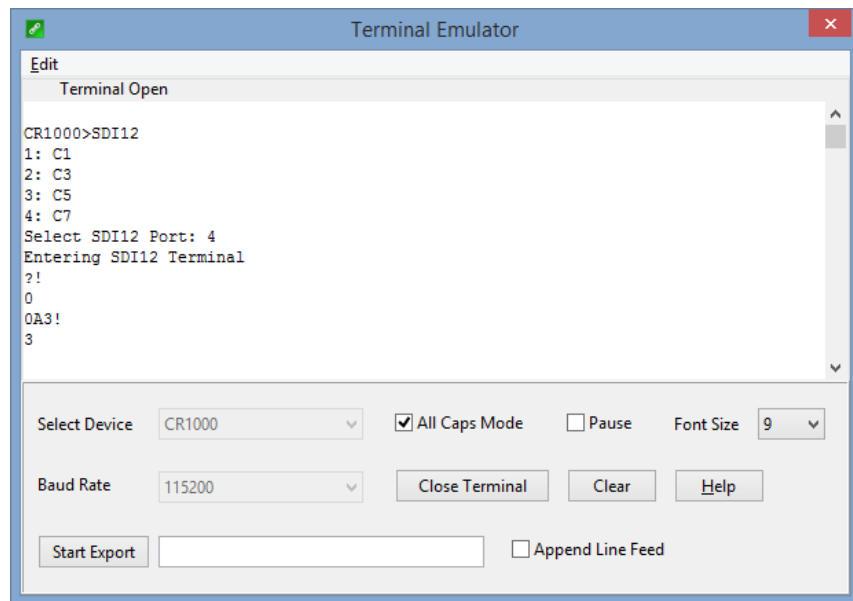 Terminal Emulator
Edit
Terminal Open
CR1000>SDI12
1: C1
2: C3
3: C5
4: C7
Select SDI12 Port: 4
Entering SDI12 Terminal
?!
0
0A3!
3
Select Device CR1000 All Caps Mode Pause Font Size 9
Baud Rate 115200 Close Terminal Clear Help
Start Export Append Line Feed